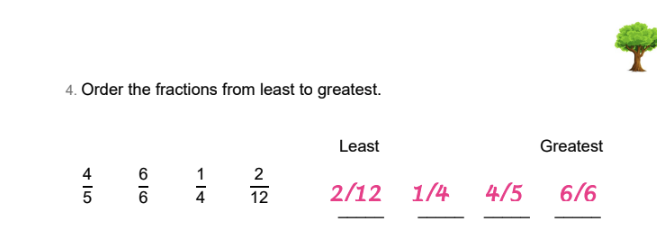 4. Order the fractions from least to greatest.
Least Greatest
4/5 6/6 1/4 2/12 2/12 1/4 4/5 6/6